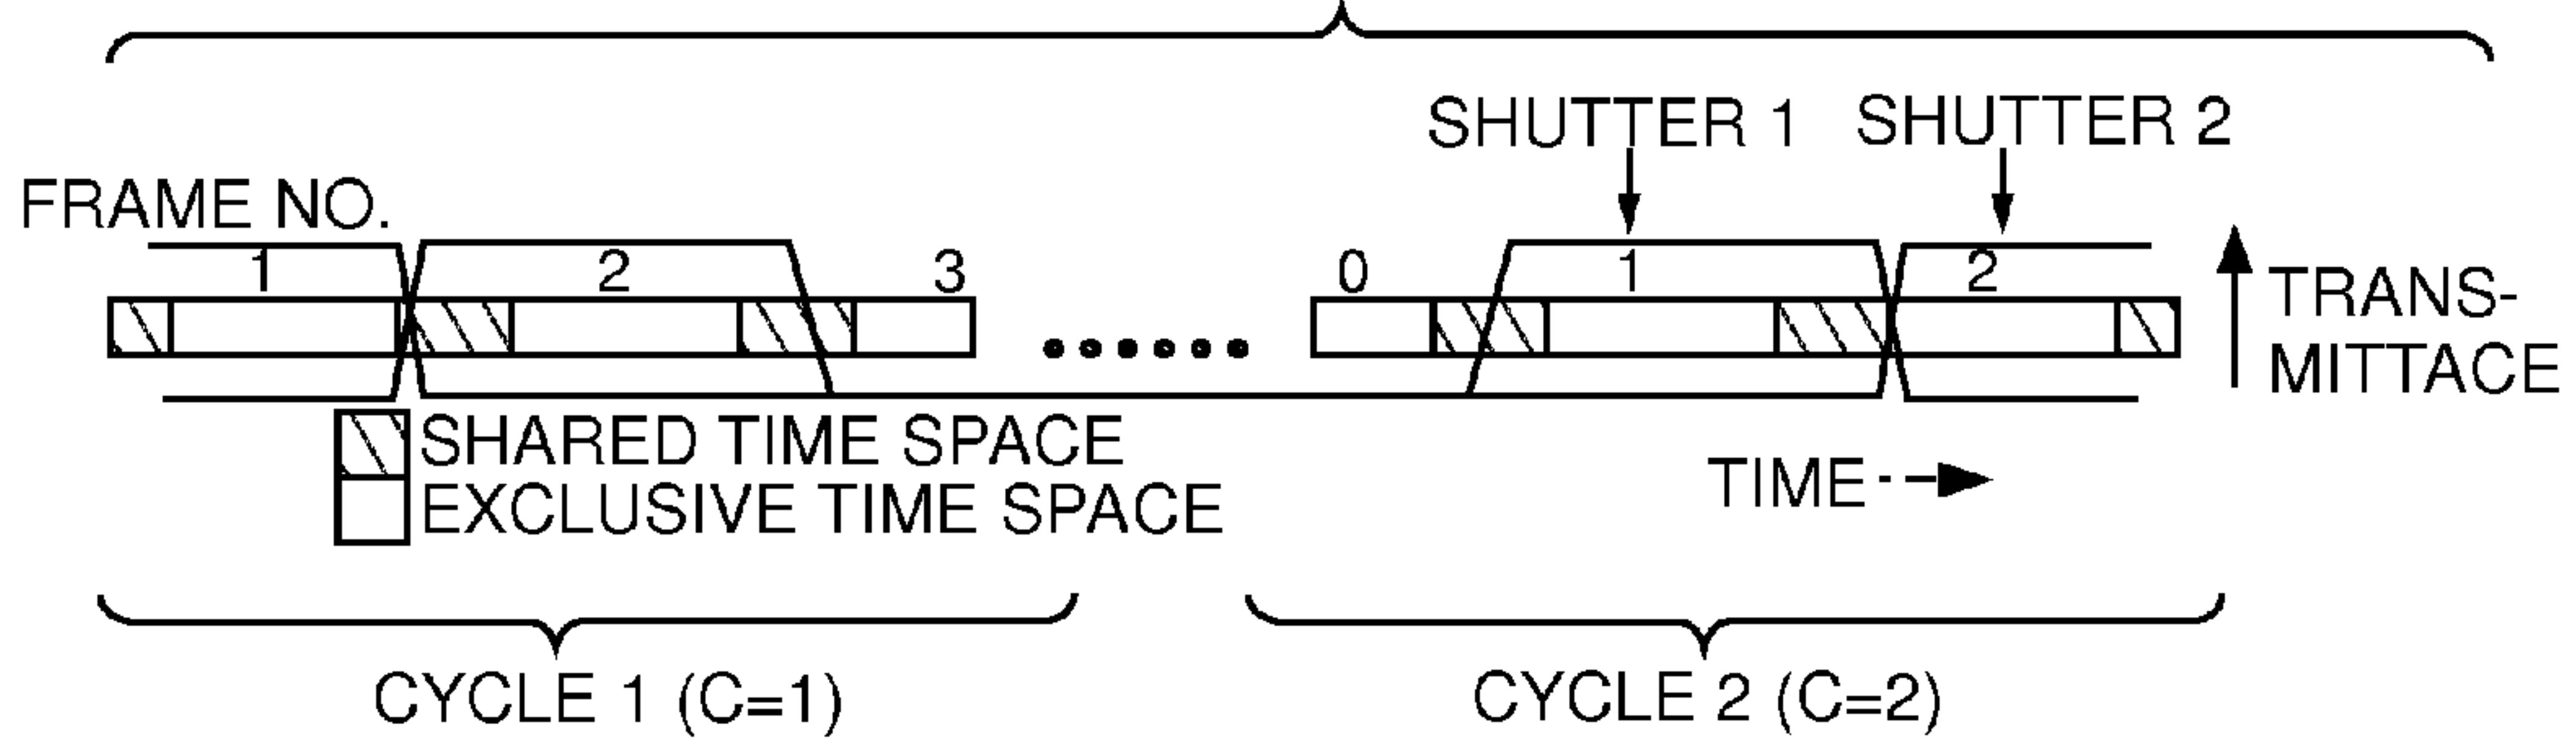 SHUTTER 1 SHUTTER 2
FRAME NO.
1 2 3 0 1 2
TRANS-
MITTACE
SHARED TIME SPACE
EXCLUSIVE TIME SPACE
TIME
CYCLE 1 (C=1) CYCLE 2 (C=2)